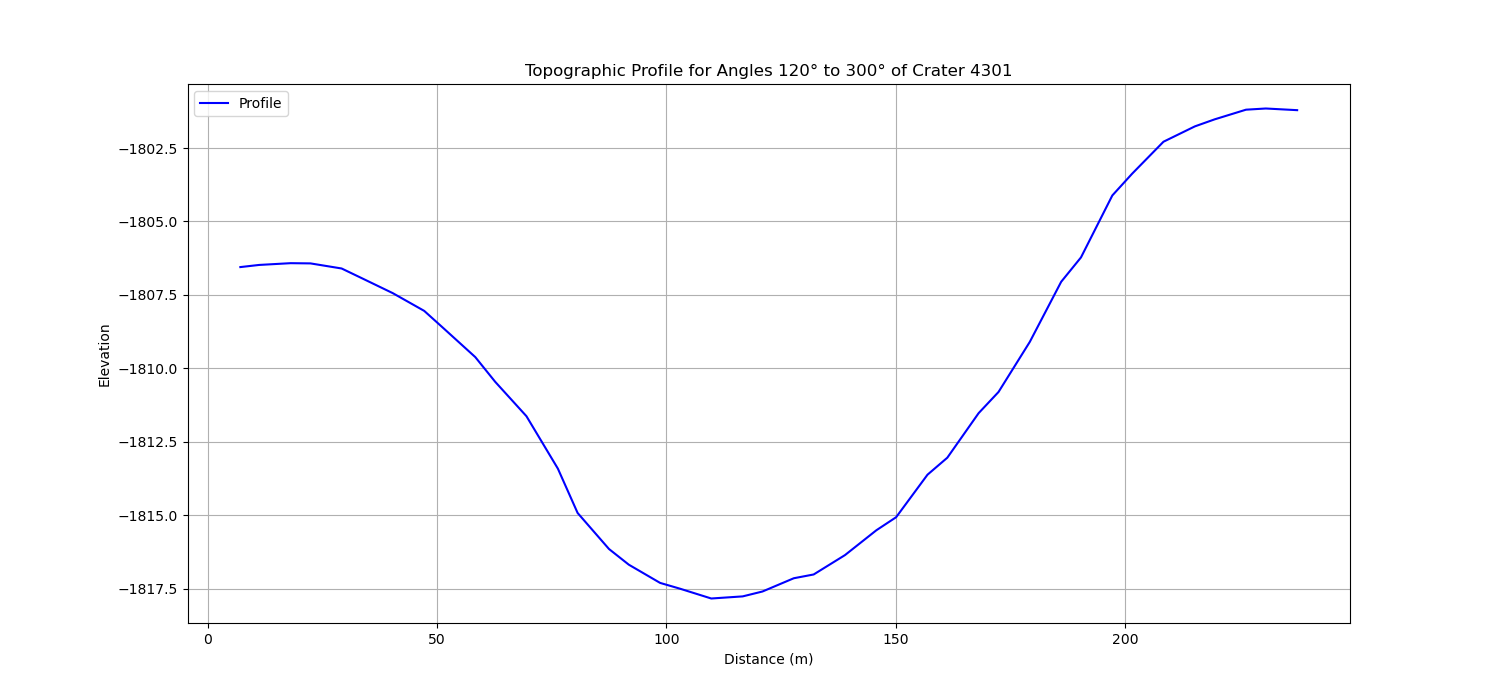 Topographic Profile for Angles 120° to 300° of Crater 4301
Profile
−1802.5
−1805.0
−1807.5
−1810.0
−1812.5
−1815.0
−1817.5
Elevation
0 50 100 150 200
Distance (m)